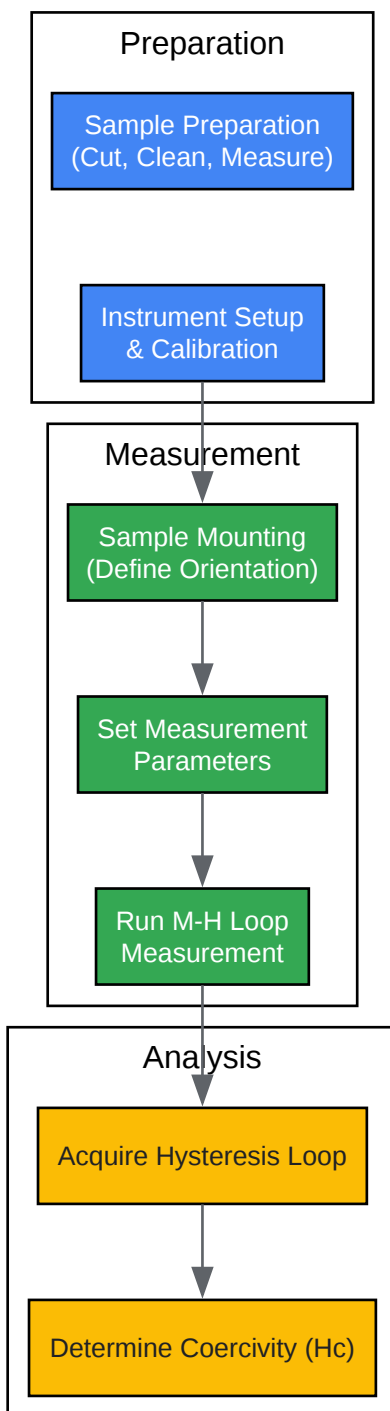 Preparation
Sample Preparation
(Cut, Clean, Measure)
Instrument Setup
& Calibration
Measurement
Sample Mounting
(Define Orientation)
Set Measurement
Parameters
Run M-H Loop
Measurement
Analysis
Acquire Hysteresis Loop
Determine Coercivity (Hc)